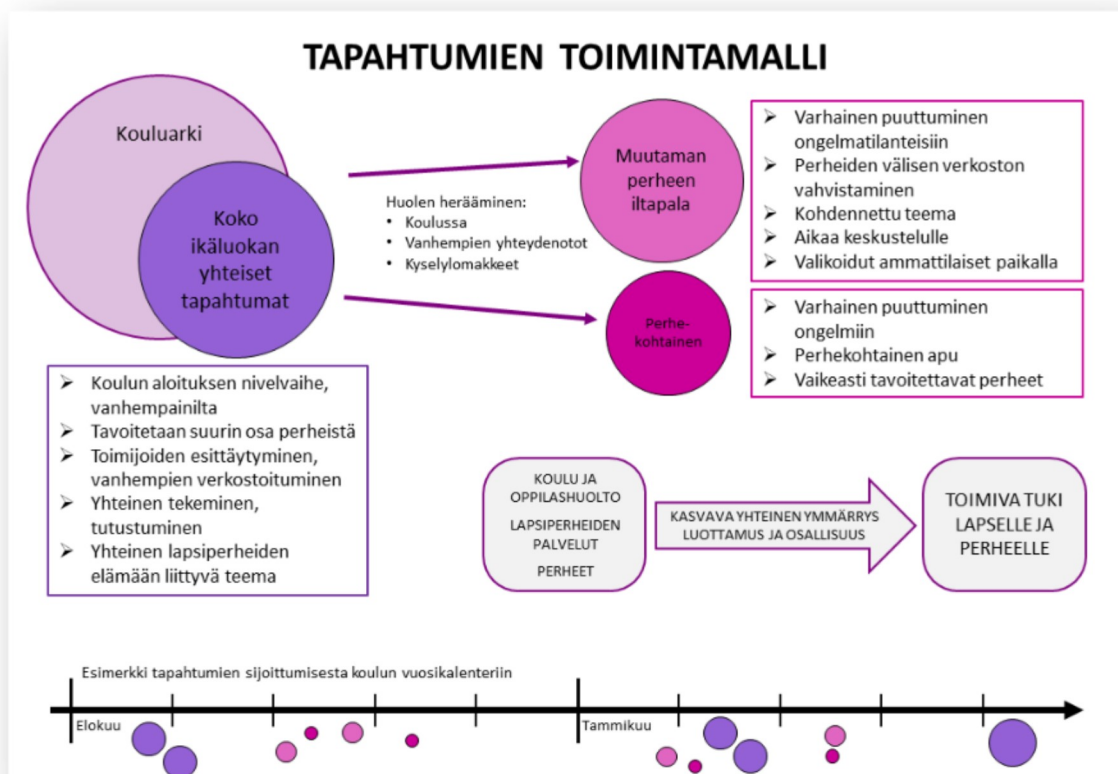 TAPAHTUMIEN TOIMINTAMALLI
Kouluarki
Koko
ikäluokan
yhteiset
tapahtumat
Huolen herääminen:
• Koulussa
• Vanhempien yhteydenotot
• Kyselylomakkeet
Muutaman
perheen
iltapala
➢ Varhainen puuttuminen
ongelmatilanteisiin
➢ Perheiden välisen verkoston
vahvistaminen
➢ Kohdennettu teema
➢ Aikaa keskustelulle
➢ Valikoidut ammattilaiset paikalla
Perhe-
kohtainen
➢ Varhainen puuttuminen
ongelmiin
➢ Perhekohtainen apu
➢ Vaikeasti tavoitettavat perheet
➢ Koulun aloituksen nivelvaihe,
vanhempainilta
➢ Tavoitetaan suurin osa perheistä
➢ Toimijoiden esittäytyminen,
vanhempien verkostoituminen
➢ Yhteinen tekeminen,
tutustuminen
➢ Yhteinen lapsiperheiden
elämään liittyvä teema
KOULU JA
OPPILASHUOLTO
LAPSIPERHEIDEN
PALVELUT
PERHEET
KASVAVA YHTEINEN YMMÄRRYS
LUOTTAMUS JA OSALLISUUS
TOIMIVA TUKI
LAPSELLE JA
PERHEELLE
Esimerkki tapahtumien sijoittumisesta koulun vuosikalenteriin
Elokuu
Tammikuu